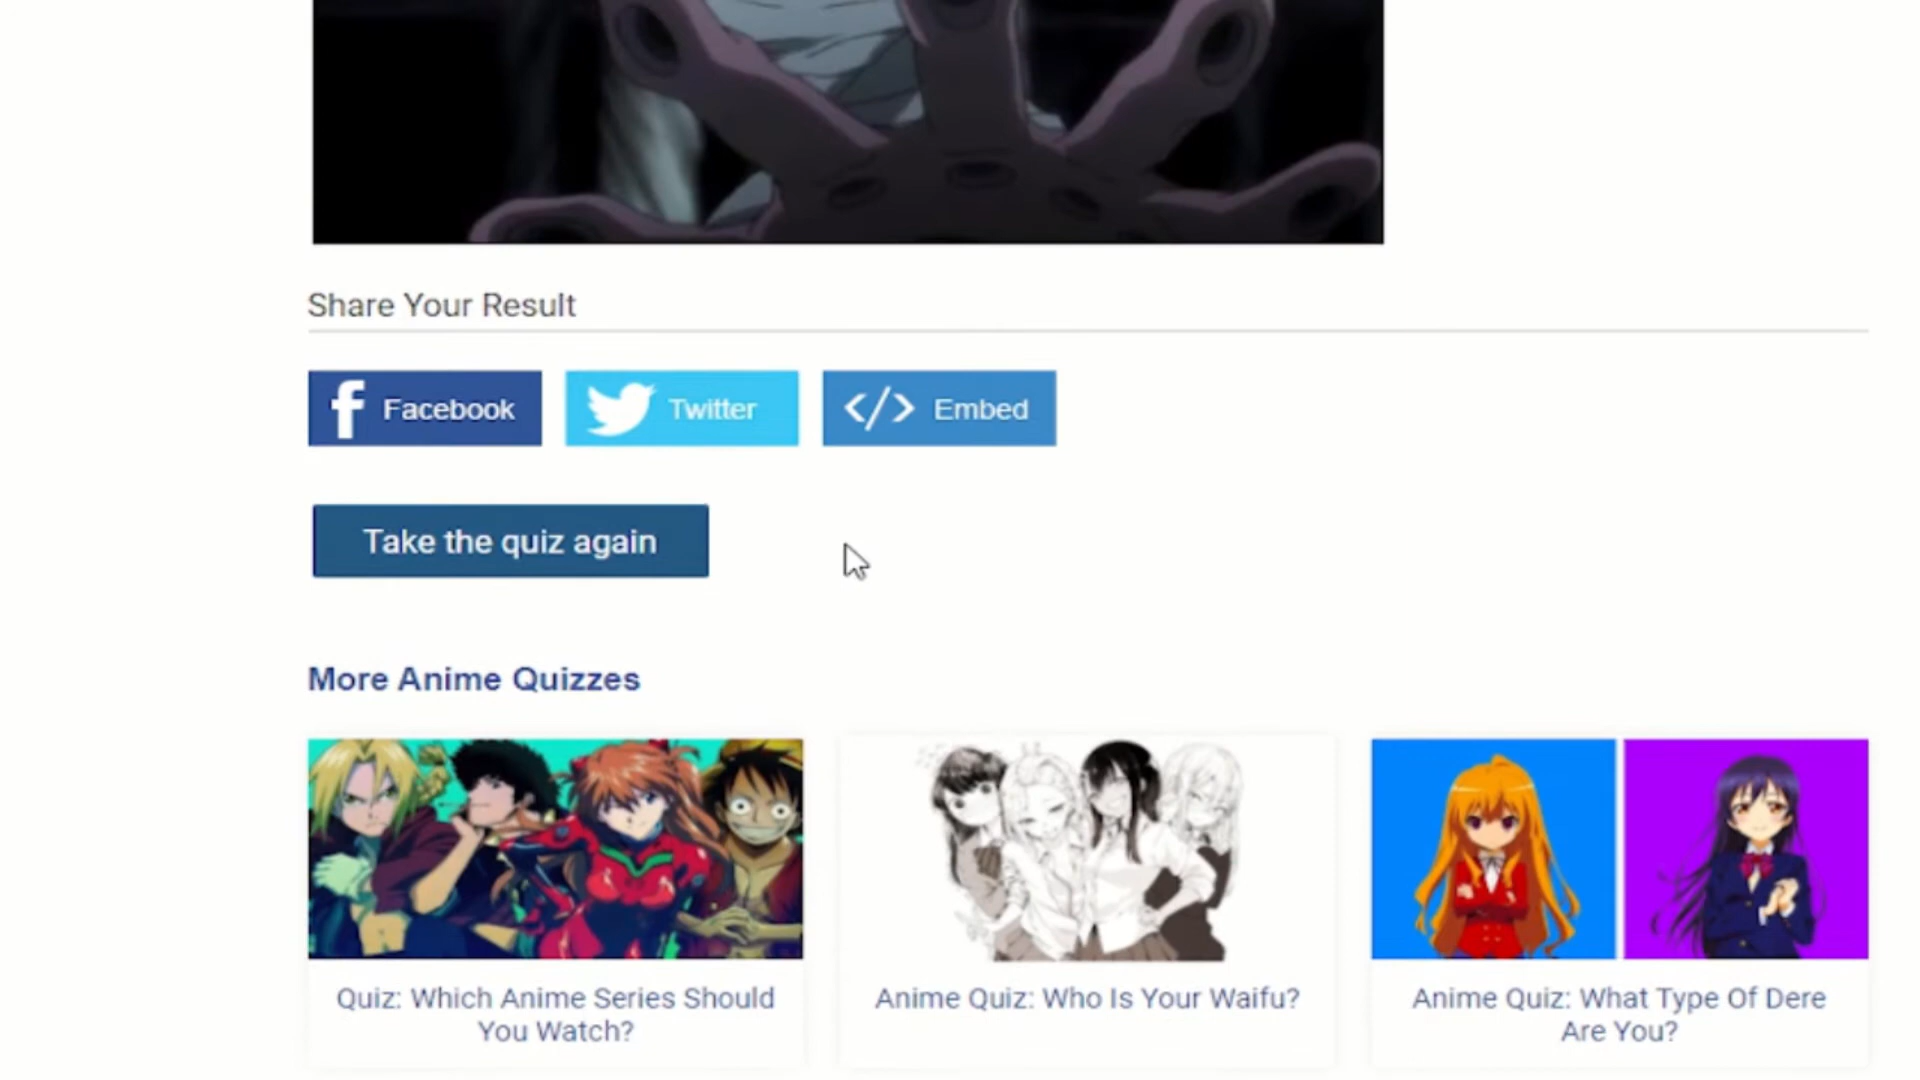 Share Your Result
Facebook
Twitter
Embed
Take the quiz again
More Anime Quizzes
Quiz: Which Anime Series Should
You Watch?
Anime Quiz: Who Is Your Waifu?
Anime Quiz: What Type Of Dere
Are You?